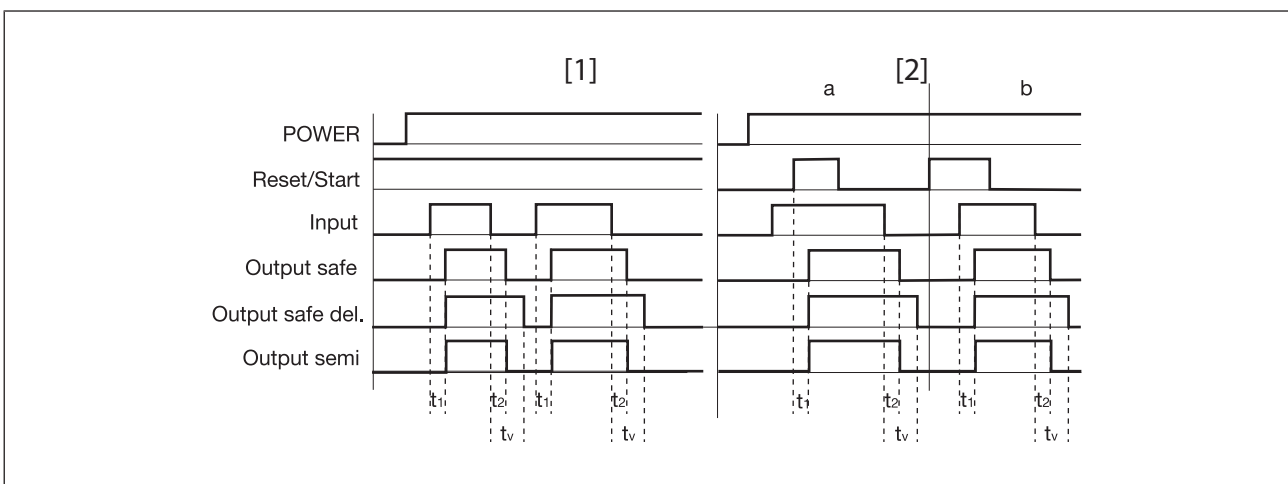 [1] [2]
a b
POWER
Reset/Start
Input
Output safe
Output safe del.
Output semi
t1 t2 t1 t2 t1 t2 t1 t2
tv tv tv tv